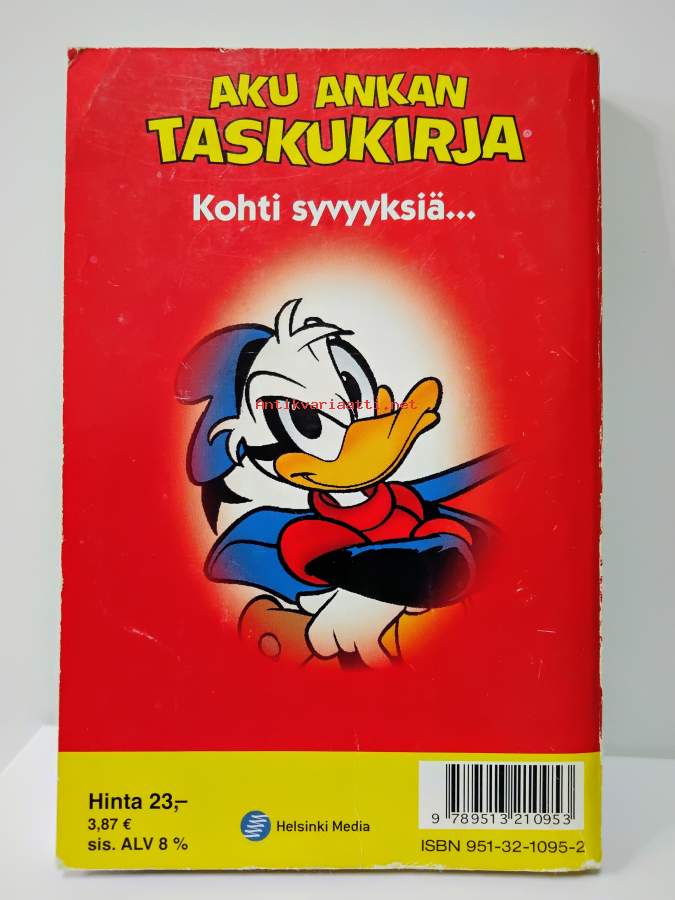 AKU ANKAN
TASKUKIRJA®
Kohti syvyyksiä...
Antikvariaatti.net
Hinta 23,–
3,87 €
sis. ALV 8 %
Helsinki Media
9 789513 210953
ISBN 951-32-1095-2